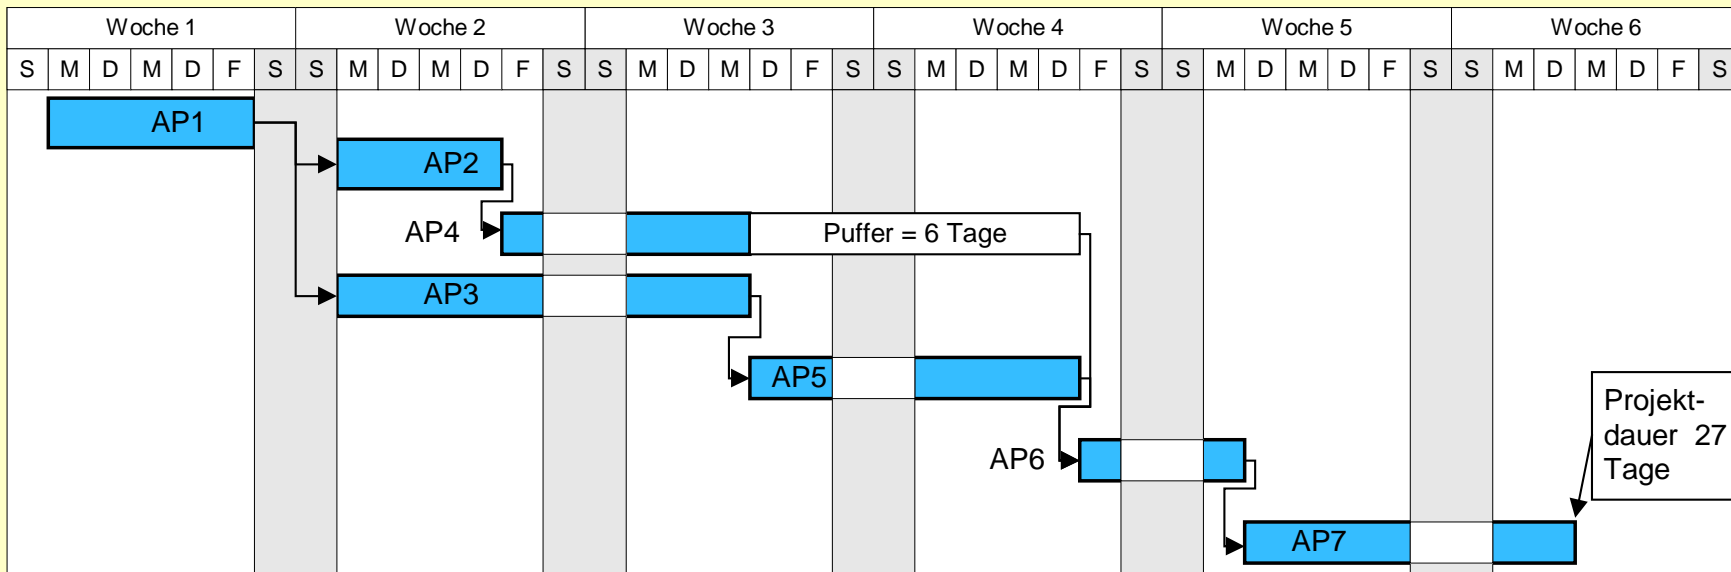 Woche 1 Woche 2 Woche 3 Woche 4 Woche 5 Woche 6
S M D M D F S S M D M D F S S M D M D F S S M D M D F S S M D M D F S S M D M D F S
AP1
AP2
AP4 Puffer = 6 Tage
AP3
AP5
Projekt-
dauer 27
Tage
AP6
AP7